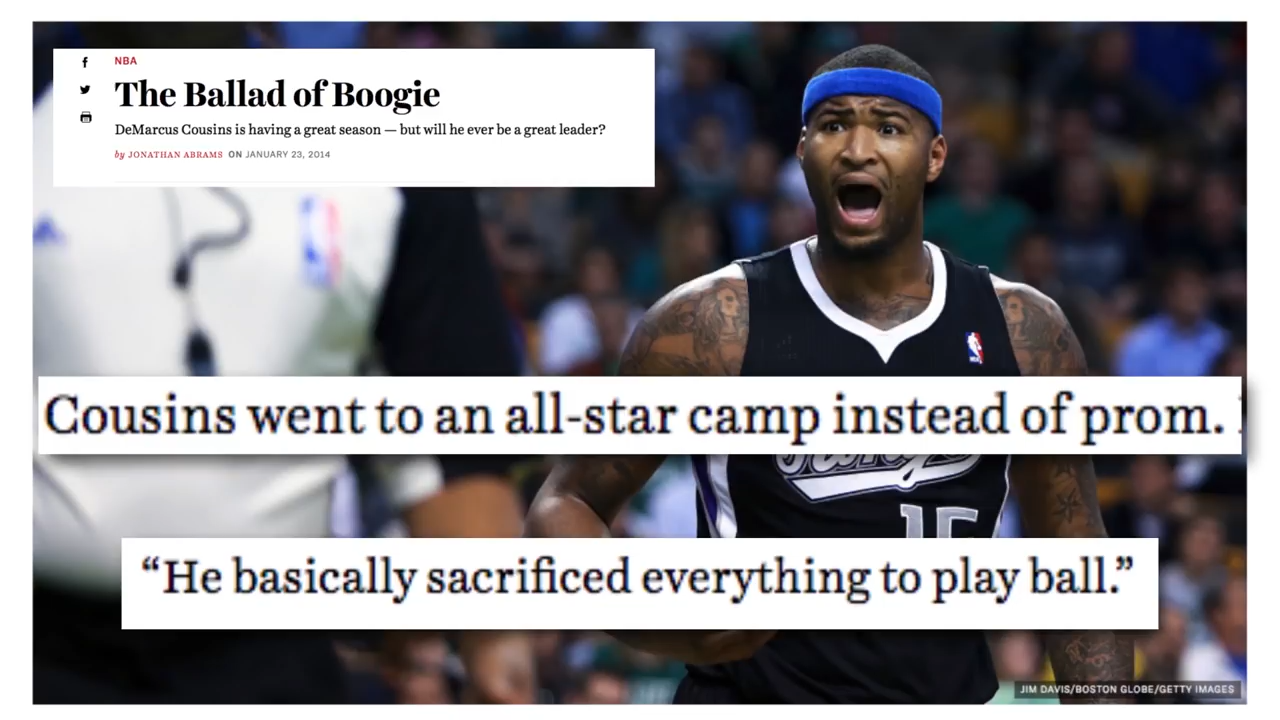 NBA
The Ballad of Boogie
DeMarcus Cousins is having a great season — but will he ever be a great leader?
by JONATHAN ABRAMS ON JANUARY 23, 2014
Cousins went to an all-star camp instead of prom.
Kings
15
“He basically sacrificed everything to play ball.”
JIM DAVIS/BOSTON GLOBE/GETTY IMAGES